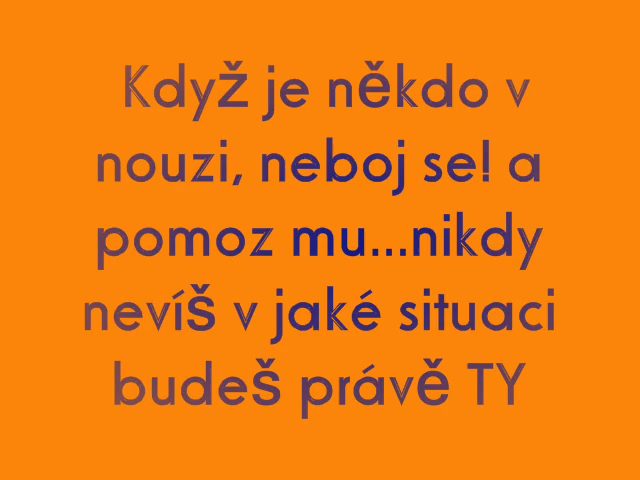 Když je někdo v
nouzi, neboj se! a
pomoz mu...nikdy
nevíš v jaké situaci
budeš právě TY